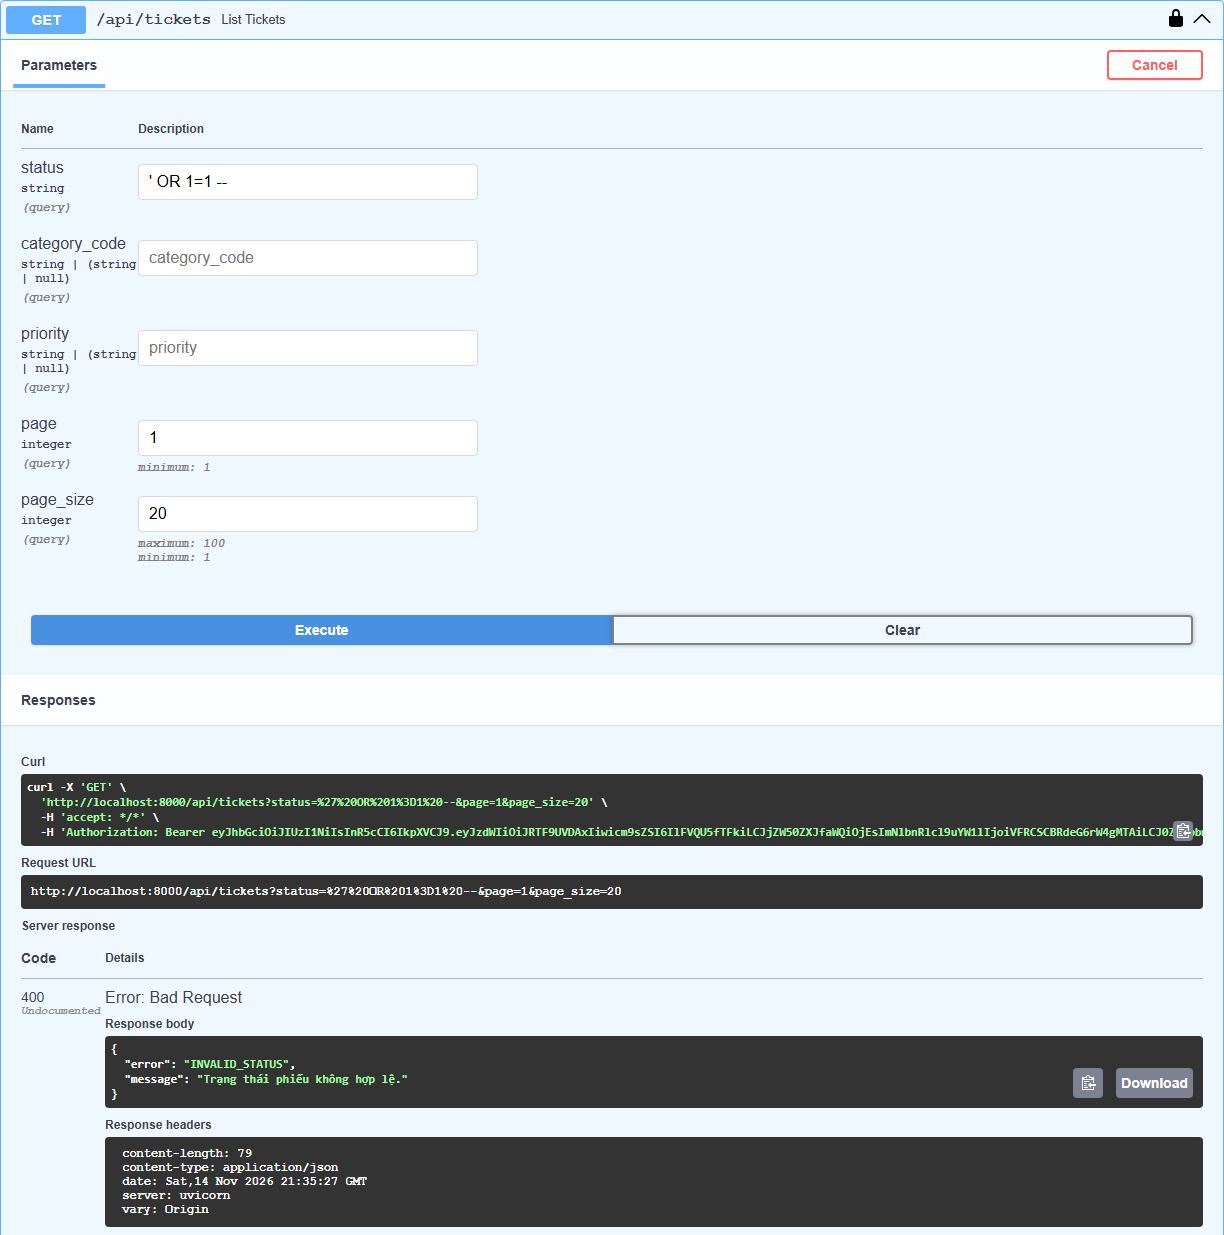 GET /api/tickets List Tickets
Parameters
Cancel
Name Description
status
string
(query)
' OR 1=1 --
category_code
string | (string
| null)
(query)
category_code
priority
string | (string
| null)
(query)
priority
page
integer
(query)
1
minimum: 1
page_size
integer
(query)
20
maximum: 100
minimum: 1
Execute Clear
Responses
Curl
curl -X 'GET' \
'http://localhost:8000/api/tickets?status=%27%20OR%201%3D1%20--&page=1&page_size=20' \
-H 'accept: */*' \
-H 'Authorization: Bearer
Request URL
http://localhost:8000/api/tickets?status=%27%20OR%201%3D1%20--&page=1&page_size=20
Server response
Code Details
400
Undocumented
Error: Bad Request
Response body
{
"error": "INVALID_STATUS",
"message": "Trạng thái phiếu không hợp lệ."
}
Download
Response headers
content-length: 79
content-type: application/json
date: Sat,14 Nov 2026 21:35:27 GMT
server: uvicorn
vary: Origin